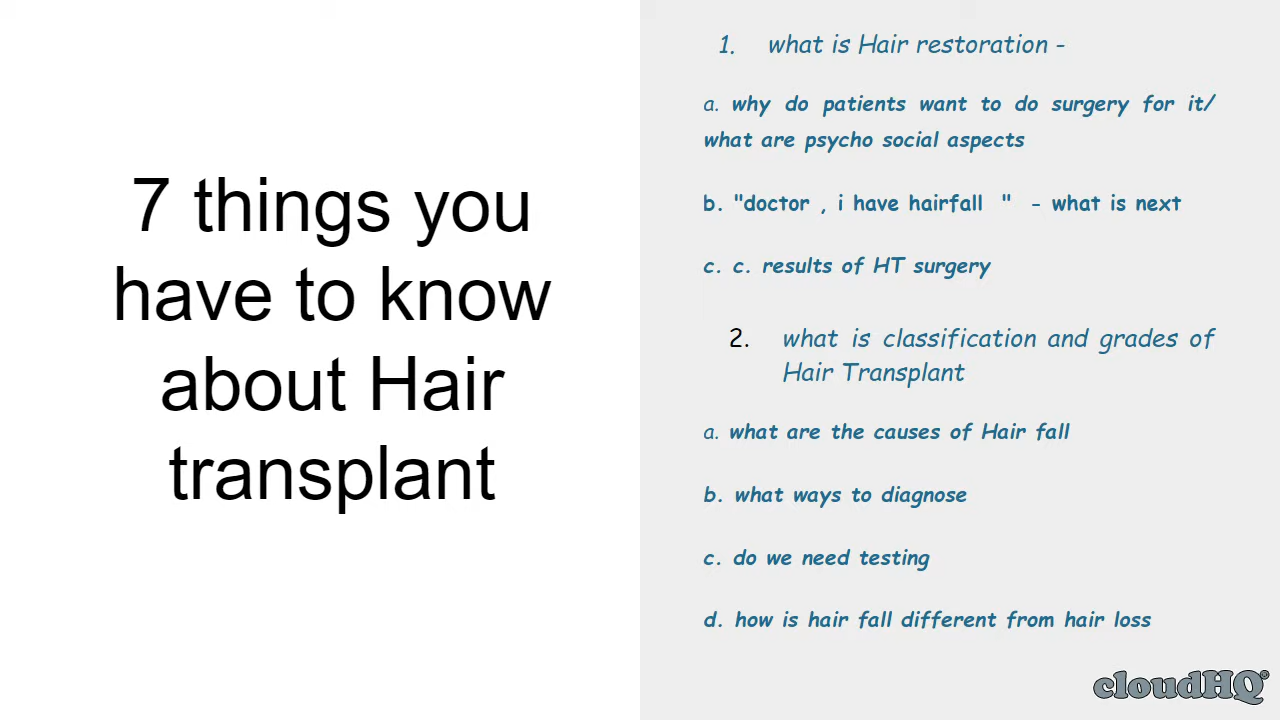 7 things you
have to know
about Hair
transplant
1. what is Hair restoration -
a. why do patients want to do surgery for it/
what are psycho social aspects
b. "doctor , i have hairfall " - what is next
c. c. results of HT surgery
2. what is classification and grades of
Hair Transplant
a. what are the causes of Hair fall
b. what ways to diagnose
c. do we need testing
d. how is hair fall different from hair loss
cloudHQ®